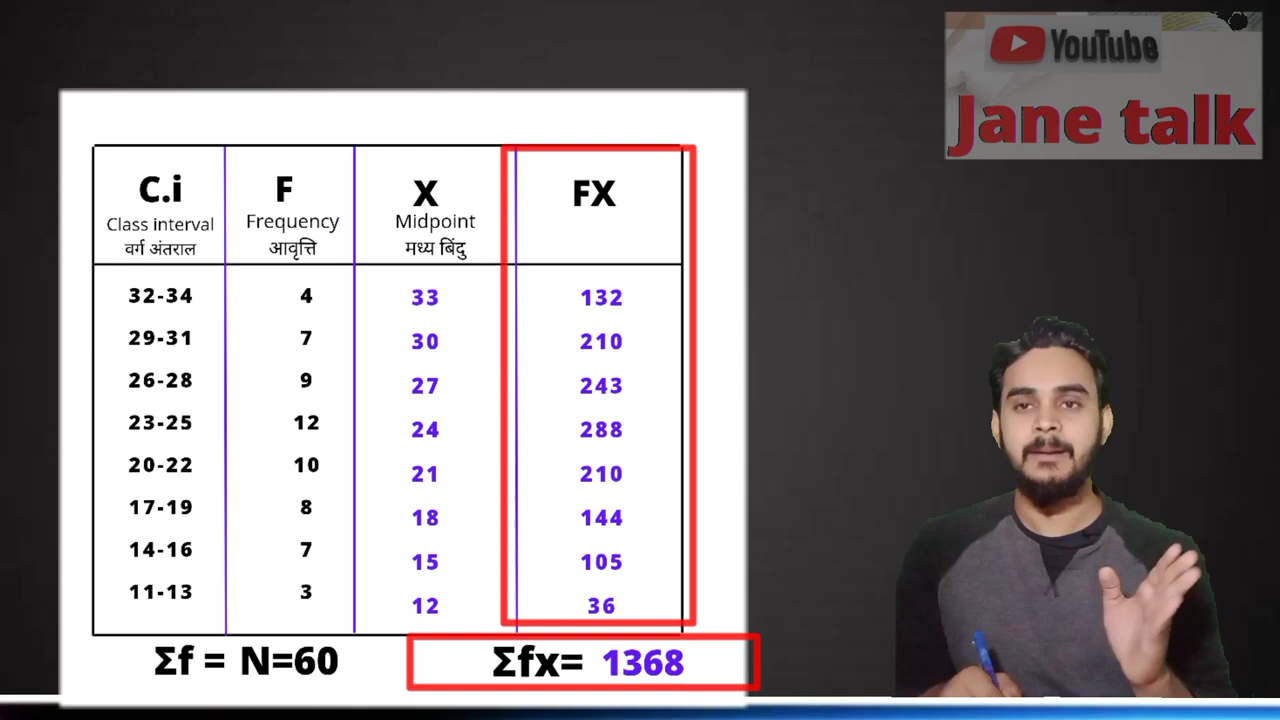 YouTube
Jane talk
C.i F X FX
Class interval Frequency Midpoint
वर्ग अंतराल आवृत्ति मध्य बिंदु
32-34 4 33 132
29-31 7 30 210
26-28 9 27 243
23-25 12 24 288
20-22 10 21 210
17-19 8 18 144
14-16 7 15 105
11-13 3 12 36
Σf = N=60 Σfx= 1368